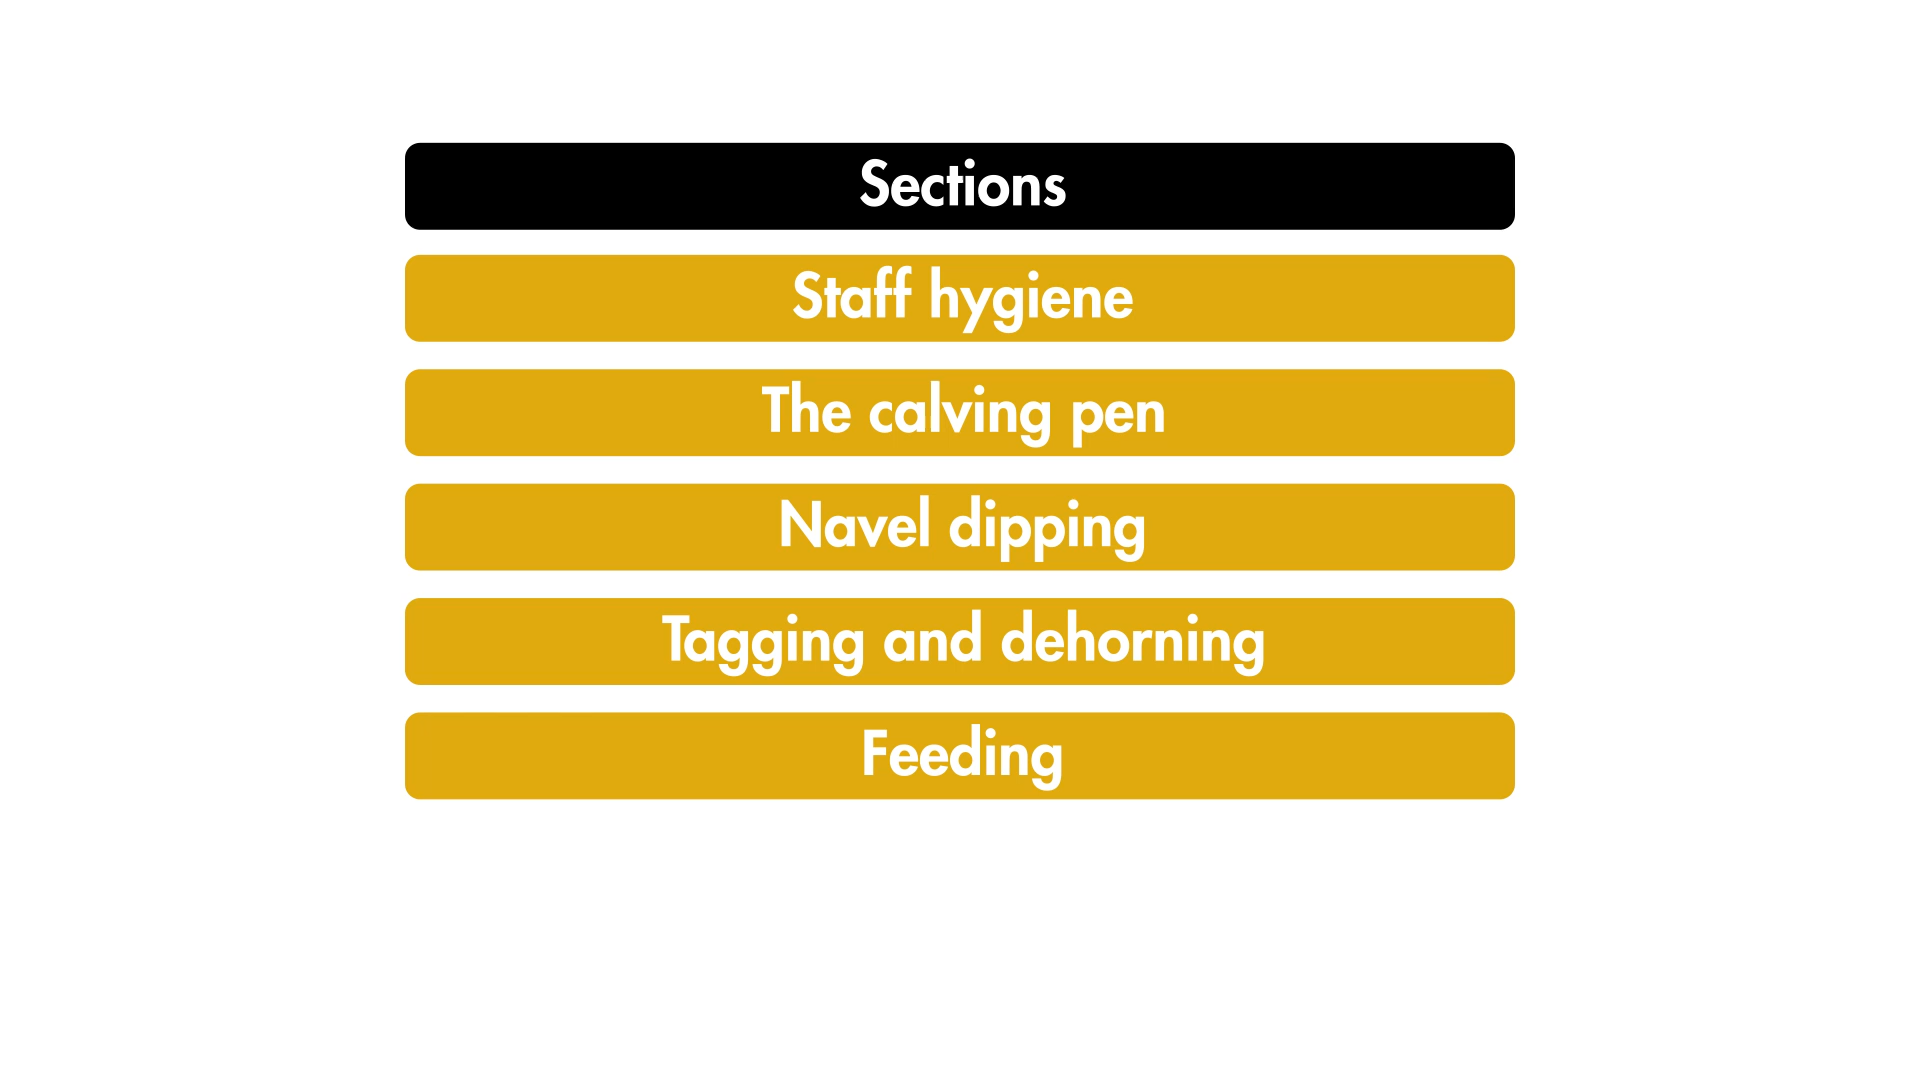 Sections
Staff hygiene
The calving pen
Navel dipping
Tagging and dehorning
Feeding